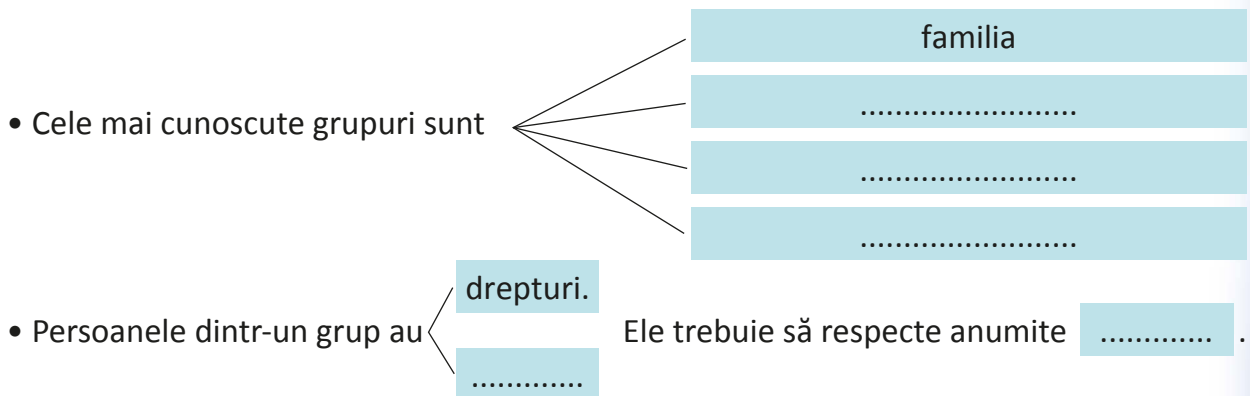 familia
• Cele mai cunoscute grupuri sunt
.........................
.........................
.........................
drepturi.
• Persoanele dintr-un grup au
Ele trebuie să respecte anumite ............. .
.............